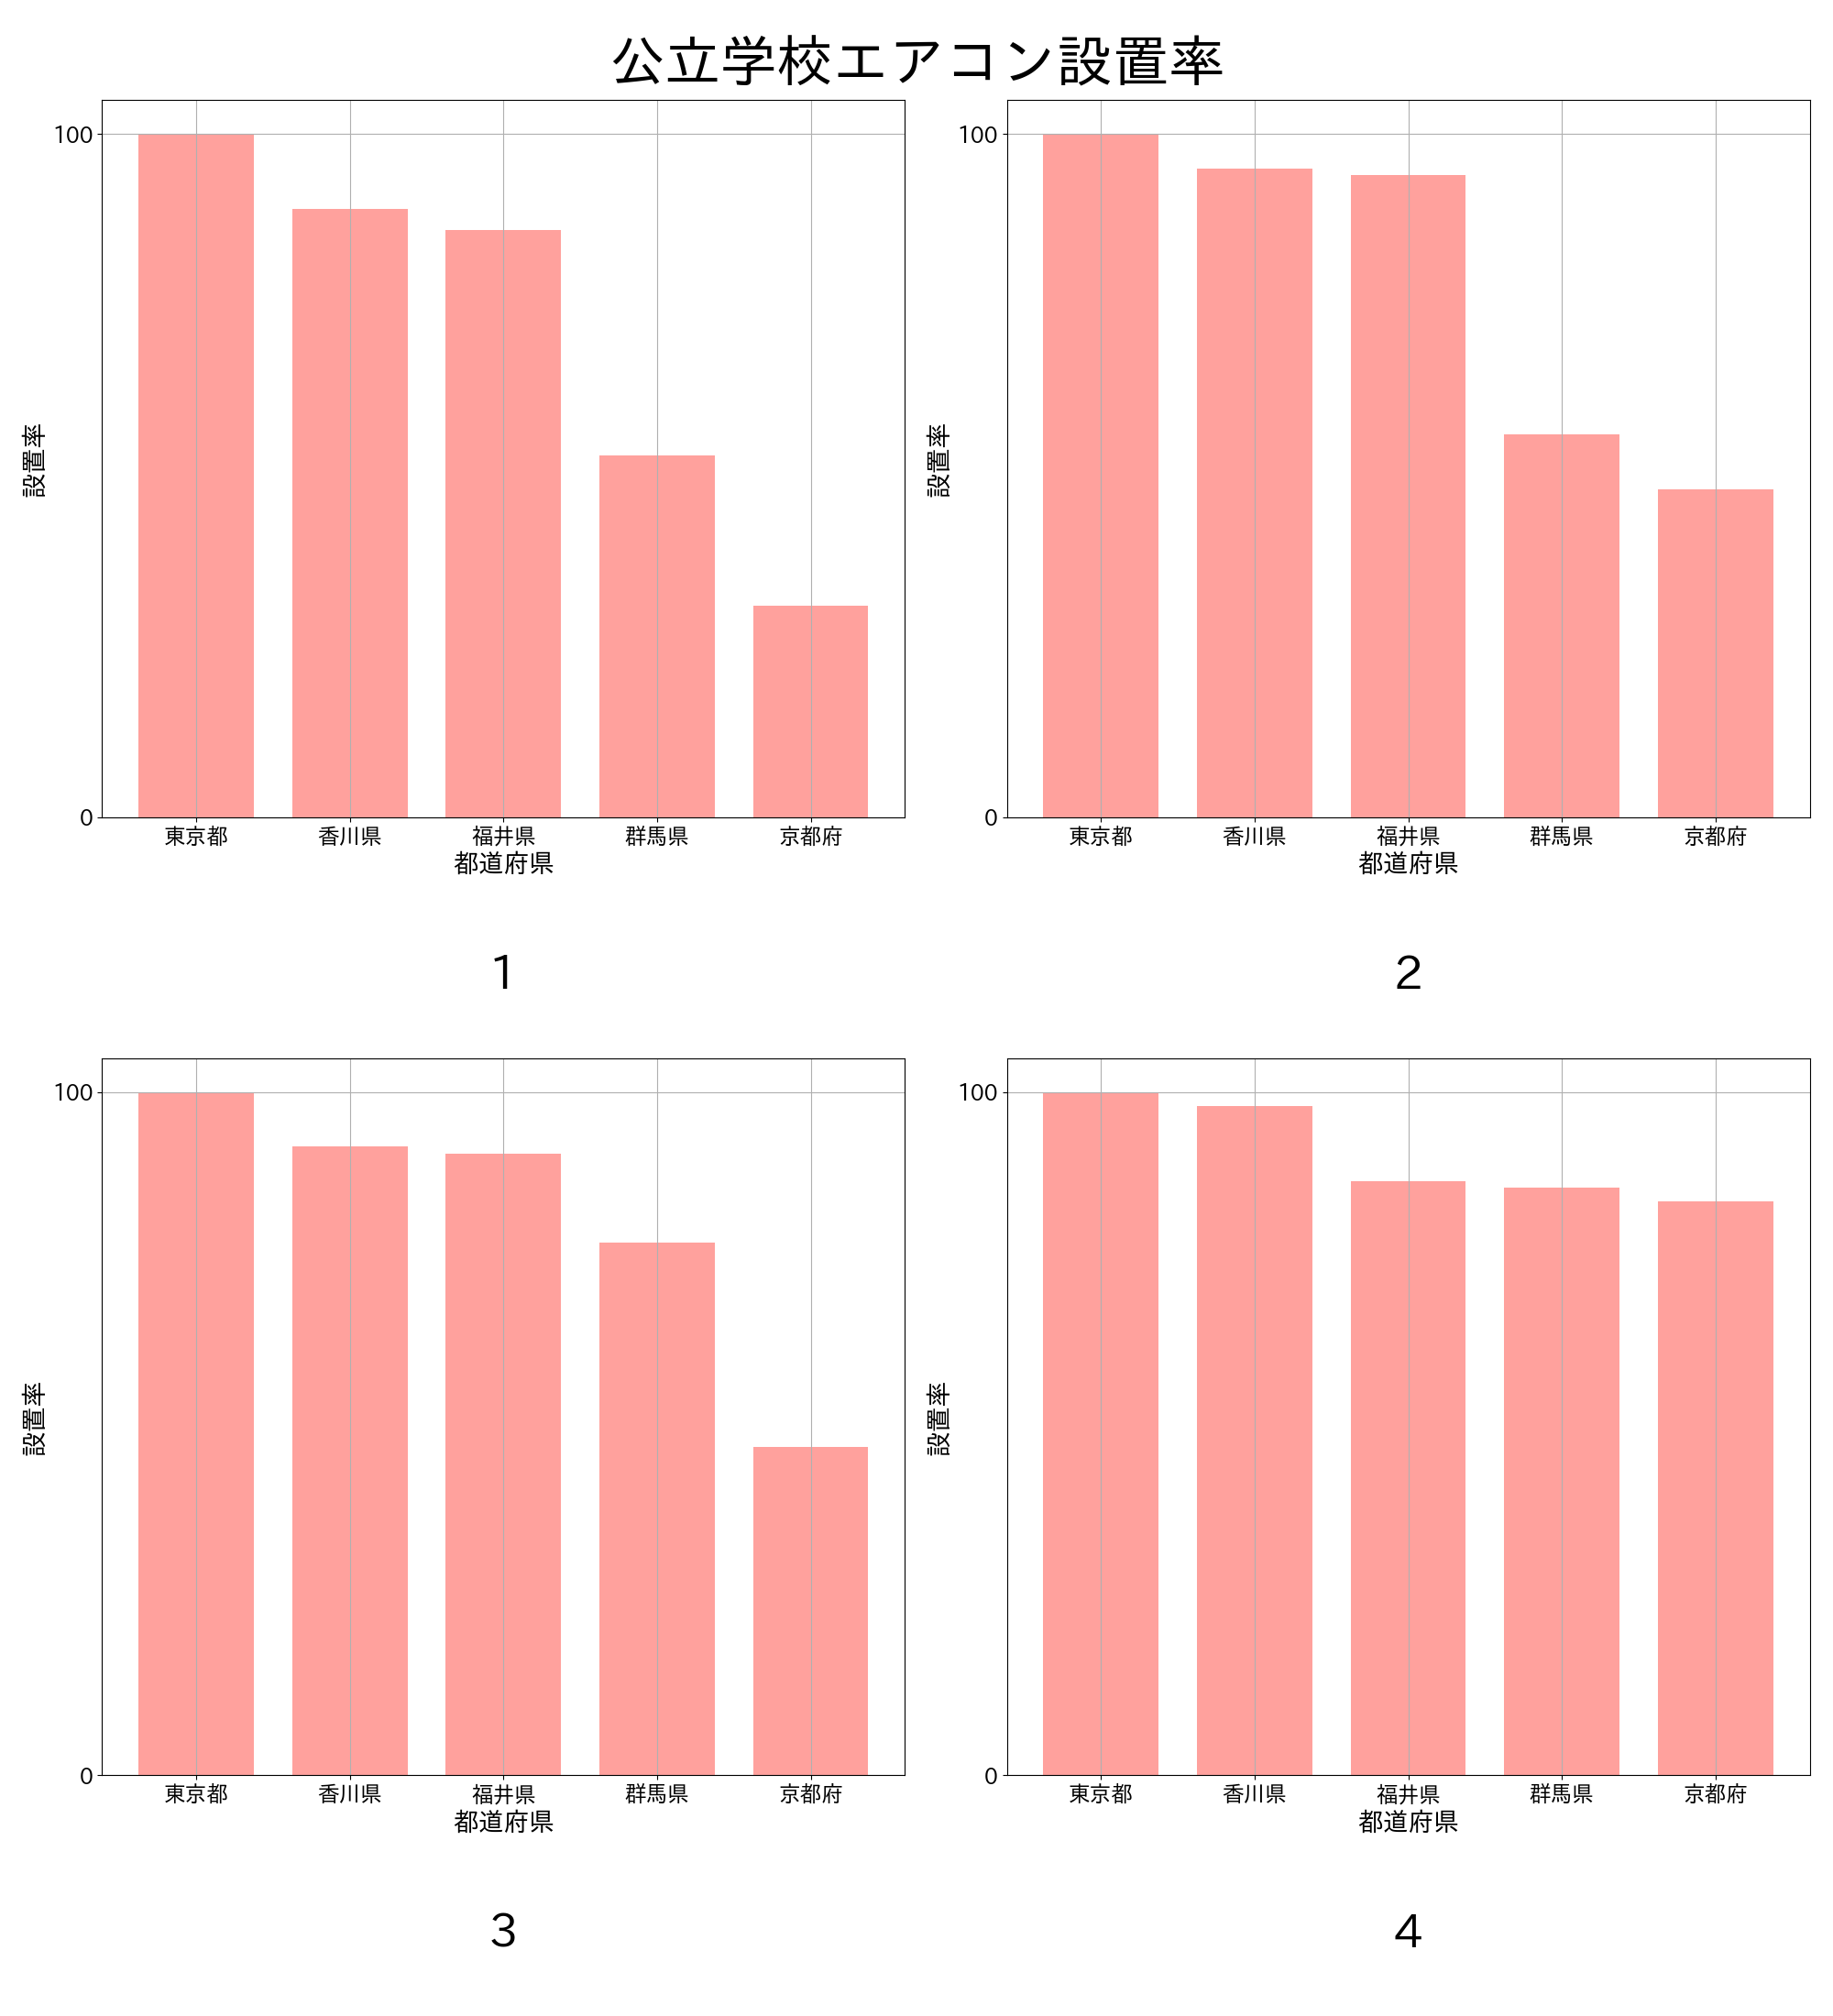 公立学校エアコン設置率
100
0
設置率
東京都 香川県 福井県 群馬県 京都府
都道府県
1
100
0
設置率
東京都 香川県 福井県 群馬県 京都府
都道府県
2
100
0
設置率
東京都 香川県 福井県 群馬県 京都府
都道府県
3
100
0
設置率
東京都 香川県 福井県 群馬県 京都府
都道府県
4